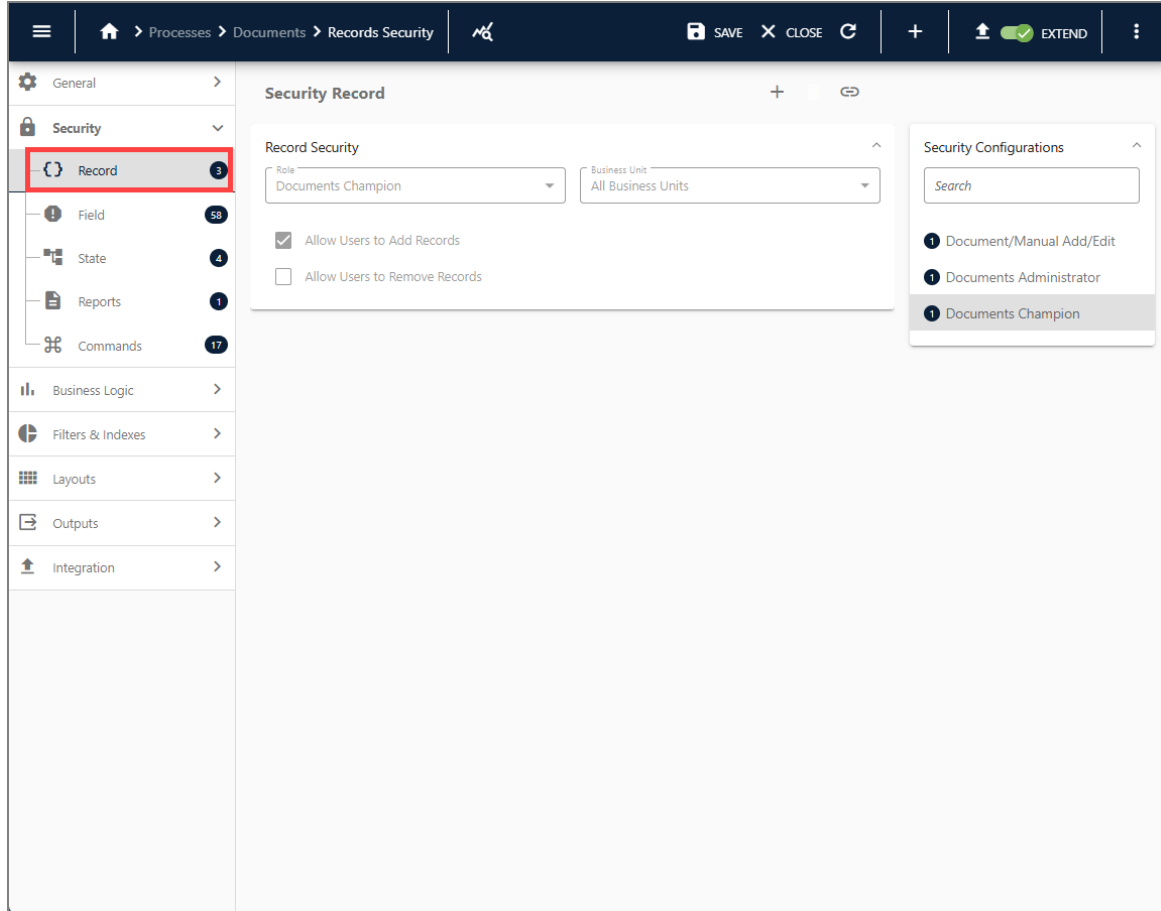 Processes Documents Records Security SAVE CLOSE EXTEND
General
Security
Record 3
Field 58
State 4
Reports 1
Commands 17
Business Logic
Filters & Indexes
Layouts
Outputs
Integration
Security Record
Record Security
Role
Documents Champion
Business Unit
All Business Units
Allow Users to Add Records
Allow Users to Remove Records
Security Configurations
Search
1 Document/Manual Add/Edit
1 Documents Administrator
1 Documents Champion